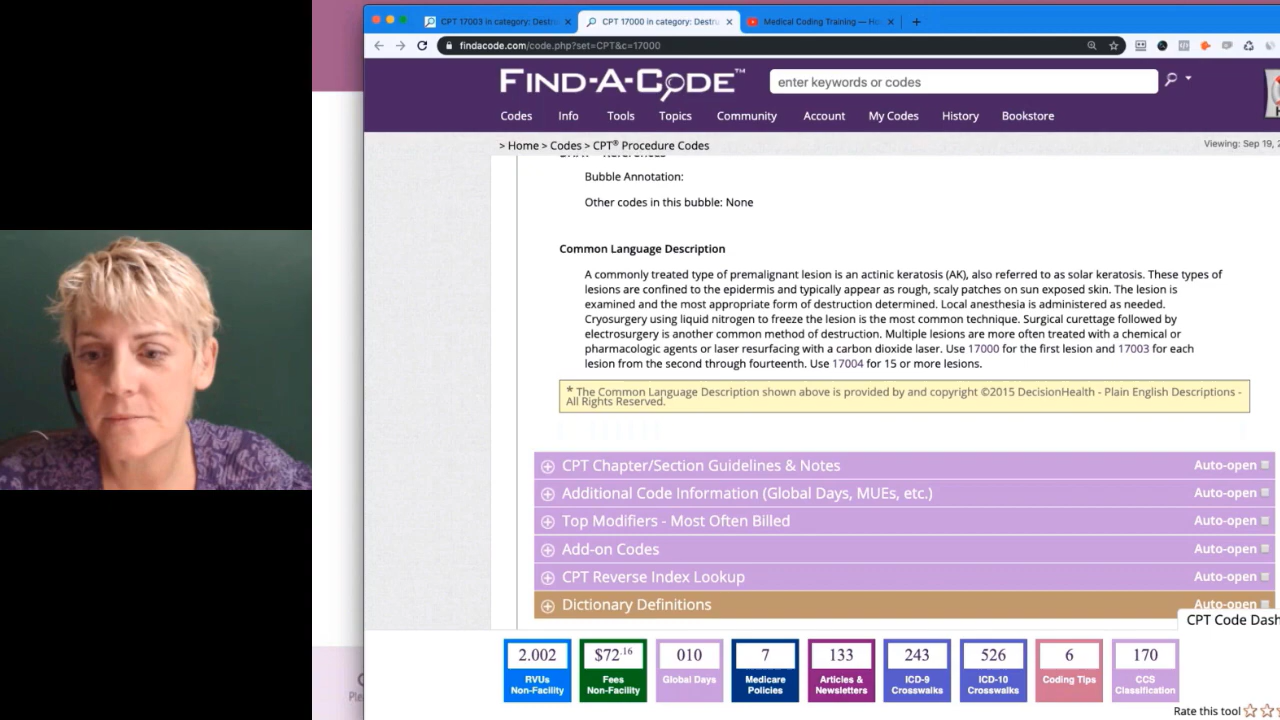 CPT 17003 in category: Destr
CPT 17000 in category: Destru
Medical Coding Training — Ho
findacode.com/code.php?set=CPT&c=17000
FIND-A-CODE™
enter keywords or codes
Codes Info Tools Topics Community Account My Codes History Bookstore
> Home > Codes > CPT® Procedure Codes
Viewing: Sep 19, 2
Bubble Annotation:
Other codes in this bubble: None
Common Language Description
A commonly treated type of premalignant lesion is an actinic keratosis (AK), also referred to as solar keratosis. These types of
lesions are confined to the epidermis and typically appear as rough, scaly patches on sun exposed skin. The lesion is
examined and the most appropriate form of destruction determined. Local anesthesia is administered as needed.
Cryosurgery using liquid nitrogen to freeze the lesion is the most common technique. Surgical curettage followed by
electrosurgery is another common method of destruction. Multiple lesions are more often treated with a chemical or
pharmacologic agents or laser resurfacing with a carbon dioxide laser. Use 17000 for the first lesion and 17003 for each
lesion from the second through fourteenth. Use 17004 for 15 or more lesions.
* The Common Language Description shown above is provided by and copyright ©2015 DecisionHealth - Plain English Descriptions -
All Rights Reserved.
CPT Chapter/Section Guidelines & Notes Auto-open
Additional Code Information (Global Days, MUEs, etc.) Auto-open
Top Modifiers - Most Often Billed Auto-open
Add-on Codes Auto-open
CPT Reverse Index Lookup Auto-open
Dictionary Definitions Auto-open
CPT Code Dash
2.002 RVUs Non-Facility
$72.16 Fees Non-Facility
010 Global Days
7 Medicare Policies
133 Articles & Newsletters
243 ICD-9 Crosswalks
526 ICD-10 Crosswalks
6 Coding Tips
170 CCS Classification
Rate this tool